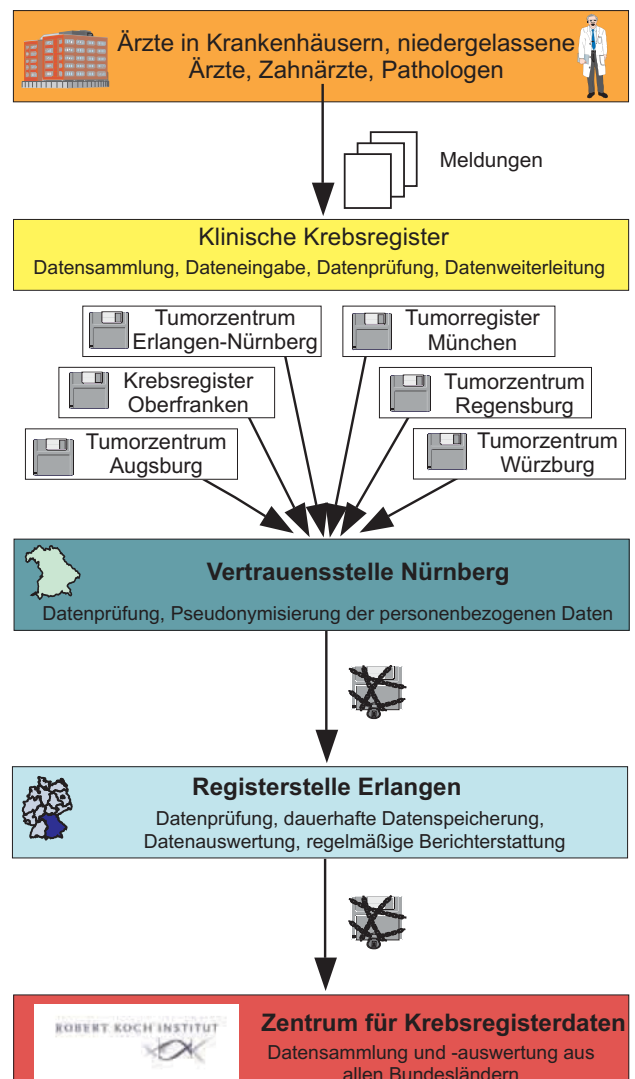 Ärzte in Krankenhäusern, niedergelassene
Ärzte, Zahnärzte, Pathologen
Meldungen
Klinische Krebsregister
Datensammlung, Dateneingabe, Datenprüfung, Datenweiterleitung
Tumorzentrum
Erlangen-Nürnberg
Tumorregister
München
Krebsregister
Oberfranken
Tumorzentrum
Regensburg
Tumorzentrum
Augsburg
Tumorzentrum
Würzburg
Vertrauensstelle Nürnberg
Datenprüfung, Pseudonymisierung der personenbezogenen Daten
Registerstelle Erlangen
Datenprüfung, dauerhafte Datenspeicherung,
Datenauswertung, regelmäßige Berichterstattung
ROBERT KOCH INSTITUT
Zentrum für Krebsregisterdaten
Datensammlung und -auswertung aus
allen Bundesländern